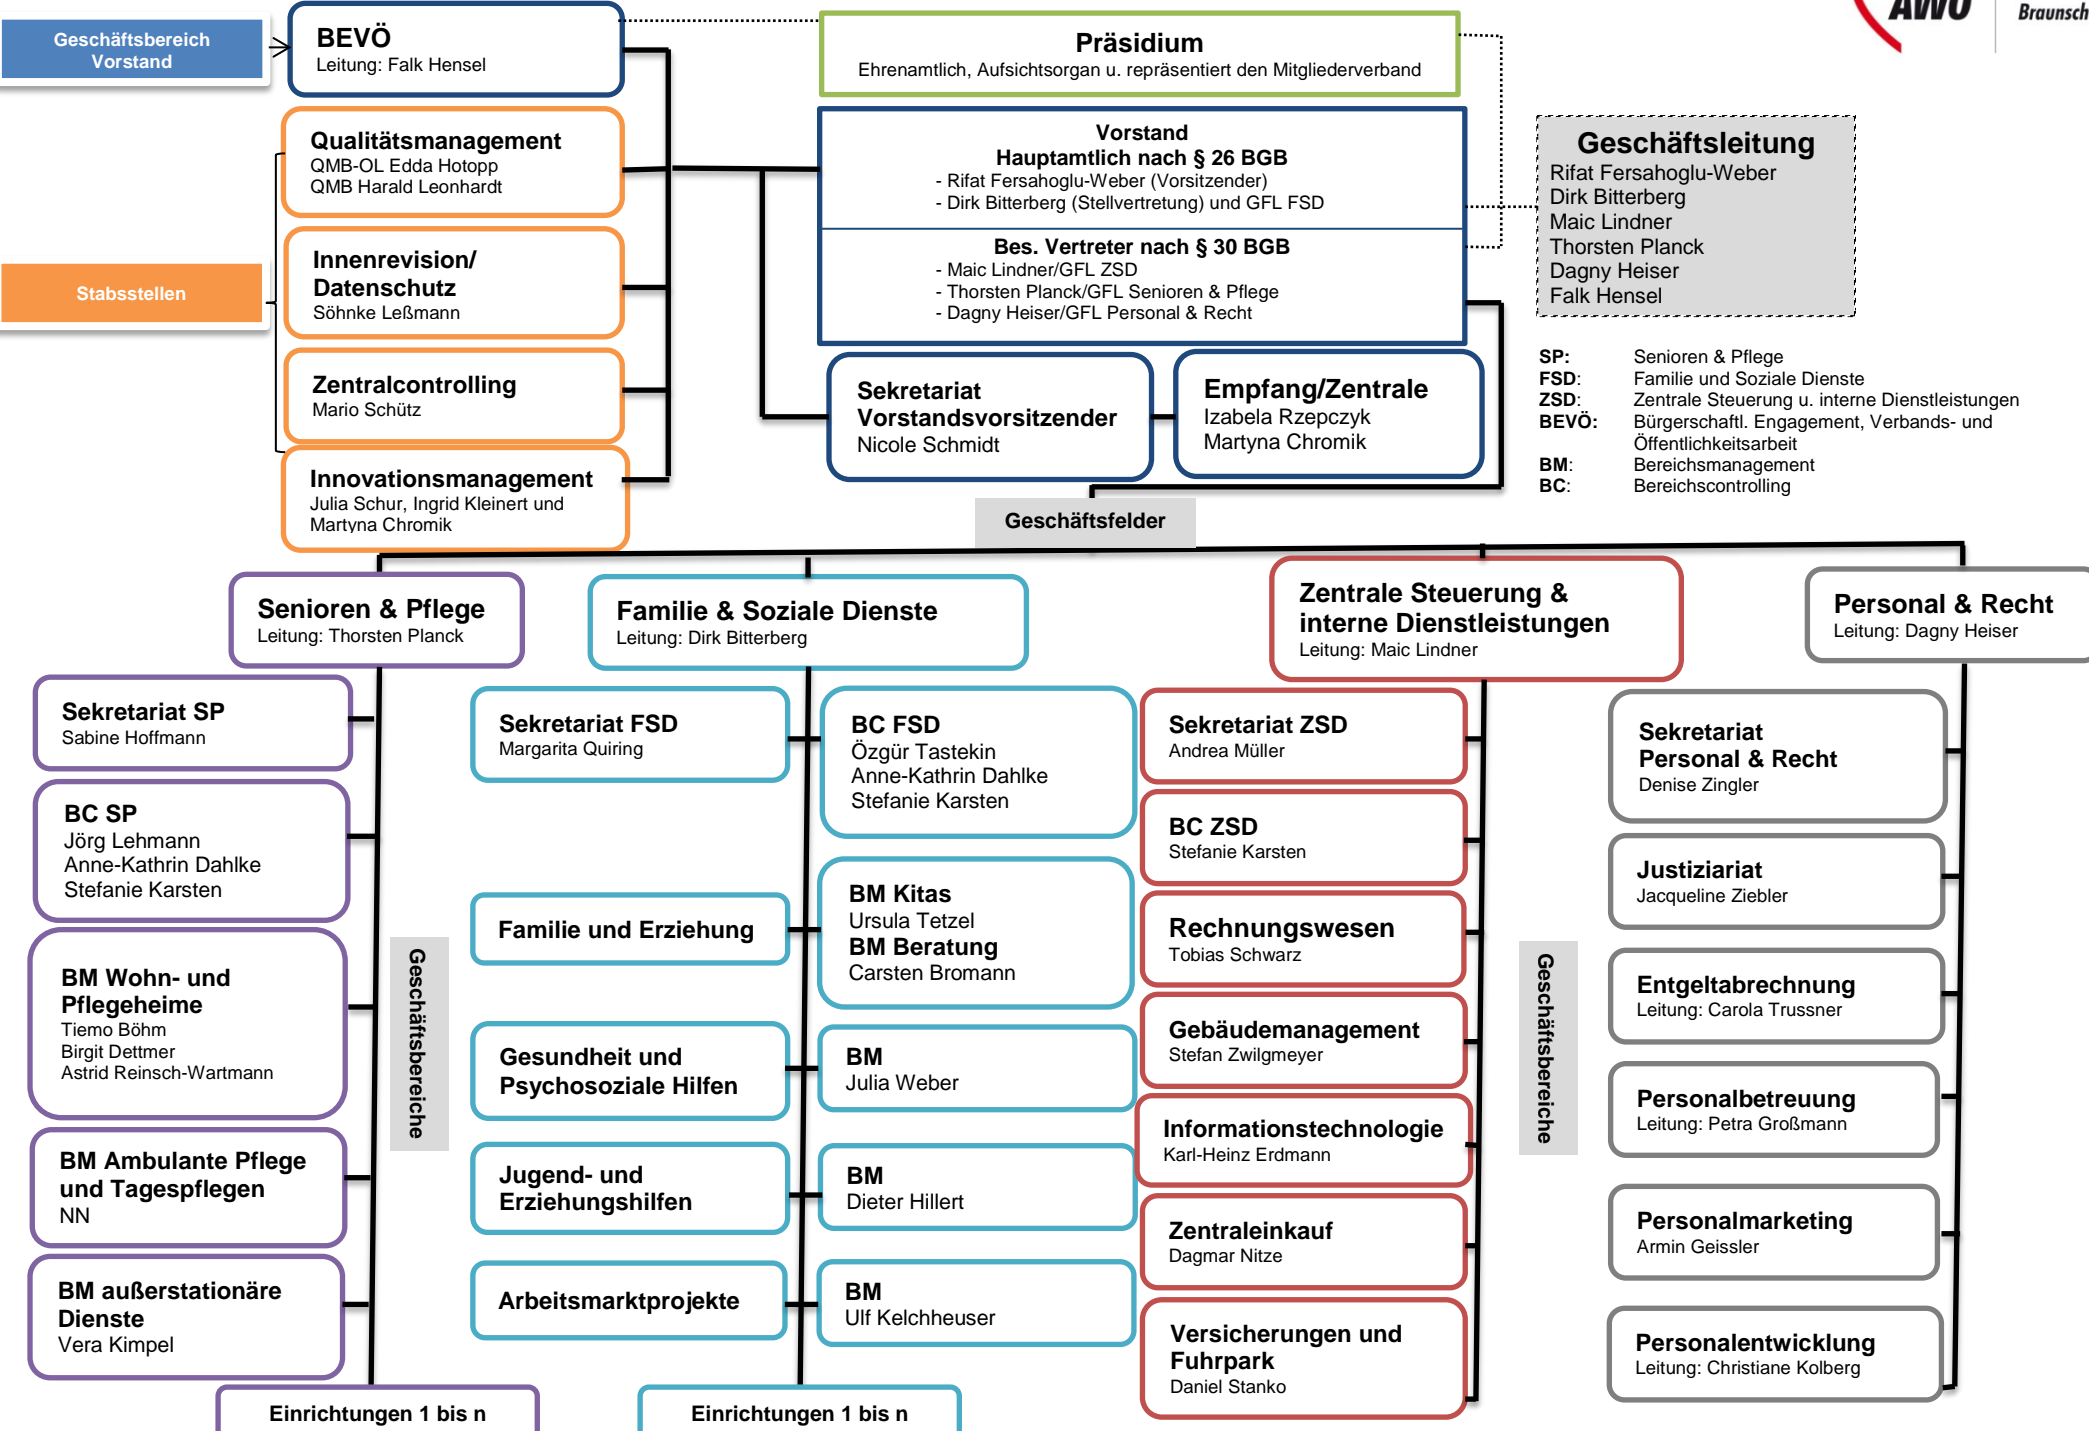 AWO
Braunsch
Geschäftsbereich
Vorstand
BEVÖ
Leitung: Falk Hensel
Präsidium
Ehrenamtlich, Aufsichtsorgan u. repräsentiert den Mitgliederverband
Stabsstellen
Qualitätsmanagement
QMB-OL Edda Hotopp
QMB Harald Leonhardt
Innenrevision/
Datenschutz
Söhnke Leßmann
Zentralcontrolling
Mario Schütz
Innovationsmanagement
Julia Schur, Ingrid Kleinert und
Martyna Chromik
Vorstand
Hauptamtlich nach § 26 BGB
- Rifat Fersahoglu-Weber (Vorsitzender)
- Dirk Bitterberg (Stellvertretung) und GFL FSD
Bes. Vertreter nach § 30 BGB
- Maic Lindner/GFL ZSD
- Thorsten Planck/GFL Senioren & Pflege
- Dagny Heiser/GFL Personal & Recht
Geschäftsleitung
Rifat Fersahoglu-Weber
Dirk Bitterberg
Maic Lindner
Thorsten Planck
Dagny Heiser
Falk Hensel
Sekretariat
Vorstandsvorsitzender
Nicole Schmidt
Empfang/Zentrale
Izabela Rzepczyk
Martyna Chromik
SP: Senioren & Pflege
FSD: Familie und Soziale Dienste
ZSD: Zentrale Steuerung u. interne Dienstleistungen
BEVÖ: Bürgerschaftl. Engagement, Verbands- und
Öffentlichkeitsarbeit
BM: Bereichsmanagement
BC: Bereichscontrolling
Geschäftsfelder
Senioren & Pflege
Leitung: Thorsten Planck
Sekretariat SP
Sabine Hoffmann
BC SP
Jörg Lehmann
Anne-Kathrin Dahlke
Stefanie Karsten
BM Wohn- und
Pflegeheime
Tiemo Böhm
Birgit Dettmer
Astrid Reinsch-Wartmann
BM Ambulante Pflege
und Tagespflegen
NN
BM außerstationäre
Dienste
Vera Kimpel
Einrichtungen 1 bis n
Geschäftsbereiche
Familie & Soziale Dienste
Leitung: Dirk Bitterberg
Sekretariat FSD
Margarita Quiring
BC FSD
Özgür Tastekin
Anne-Kathrin Dahlke
Stefanie Karsten
Familie und Erziehung
BM Kitas
Ursula Tetzel
BM Beratung
Carsten Bromann
Gesundheit und
Psychosoziale Hilfen
BM
Julia Weber
Jugend- und
Erziehungshilfen
BM
Dieter Hillert
Arbeitsmarktprojekte
BM
Ulf Kelchheuser
Einrichtungen 1 bis n
Zentrale Steuerung &
interne Dienstleistungen
Leitung: Maic Lindner
Sekretariat ZSD
Andrea Müller
BC ZSD
Stefanie Karsten
Rechnungswesen
Tobias Schwarz
Gebäudemanagement
Stefan Zwilgmeyer
Informationstechnologie
Karl-Heinz Erdmann
Zentraleinkauf
Dagmar Nitze
Versicherungen und
Fuhrpark
Daniel Stanko
Geschäftsbereiche
Personal & Recht
Leitung: Dagny Heiser
Sekretariat
Personal & Recht
Denise Zingler
Justiziariat
Jacqueline Ziebler
Entgeltabrechnung
Leitung: Carola Trussner
Personalbetreuung
Leitung: Petra Großmann
Personalmarketing
Armin Geissler
Personalentwicklung
Leitung: Christiane Kolberg